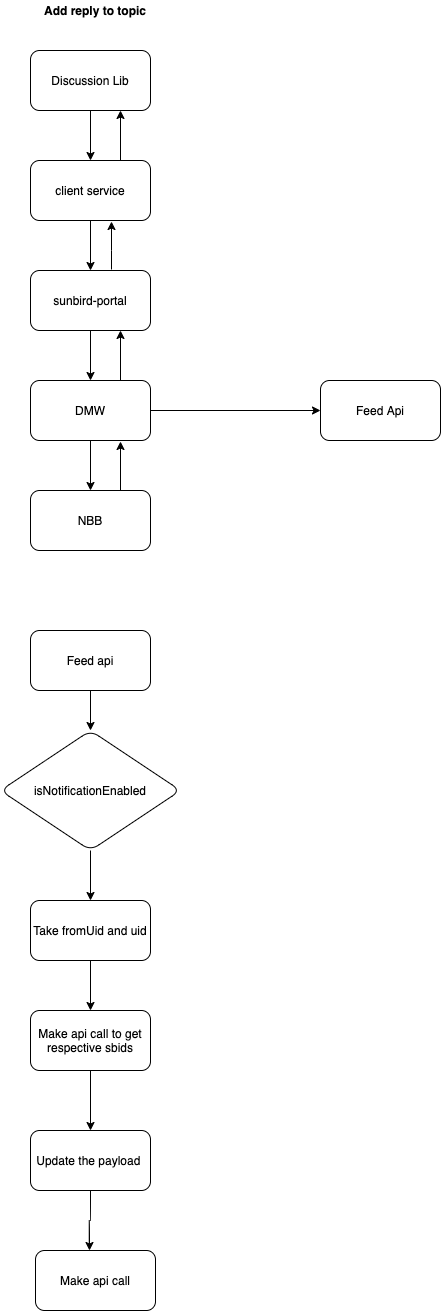 Add reply to topic
Discussion Lib
client service
sunbird-portal
DMW
Feed Api
NBB
Feed api
isNotificationEnabled
Take fromUid and uid
Make api call to get
respective sbids
Update the payload
Make api call